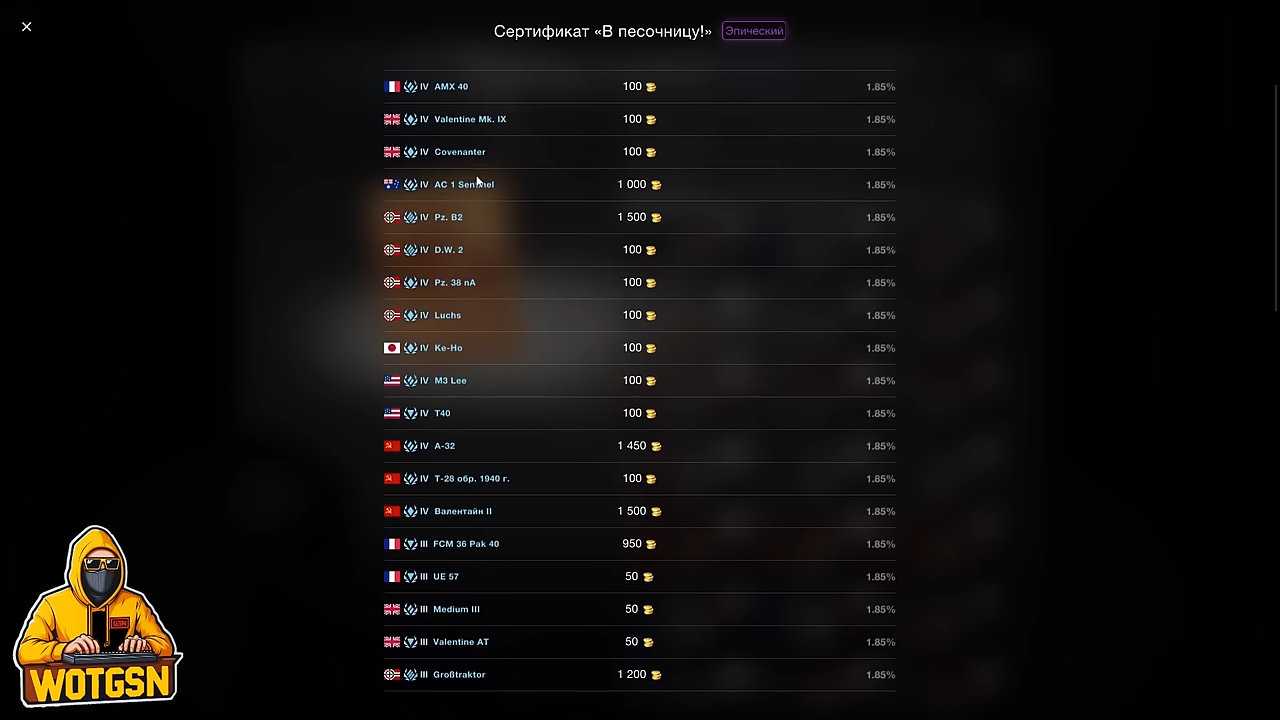 Сертификат «В песочницу!» Эпический
IV AMX 40 100 1.85%
IV Valentine Mk. IX 100 1.85%
IV Covenanter 100 1.85%
IV AC 1 Sentinel 1 000 1.85%
IV Pz. B2 1 500 1.85%
IV D.W. 2 100 1.85%
IV Pz. 38 nA 100 1.85%
IV Luchs 100 1.85%
IV Ke-Ho 100 1.85%
IV M3 Lee 100 1.85%
IV T40 100 1.85%
IV А-32 1 450 1.85%
IV Т-28 обр. 1940 г. 100 1.85%
IV Валентайн II 1 500 1.85%
III FCM 36 Pak 40 950 1.85%
III UE 57 50 1.85%
III Medium III 50 1.85%
III Valentine AT 50 1.85%
III Großtraktor 1 200 1.85%
GSN
WOTGSN